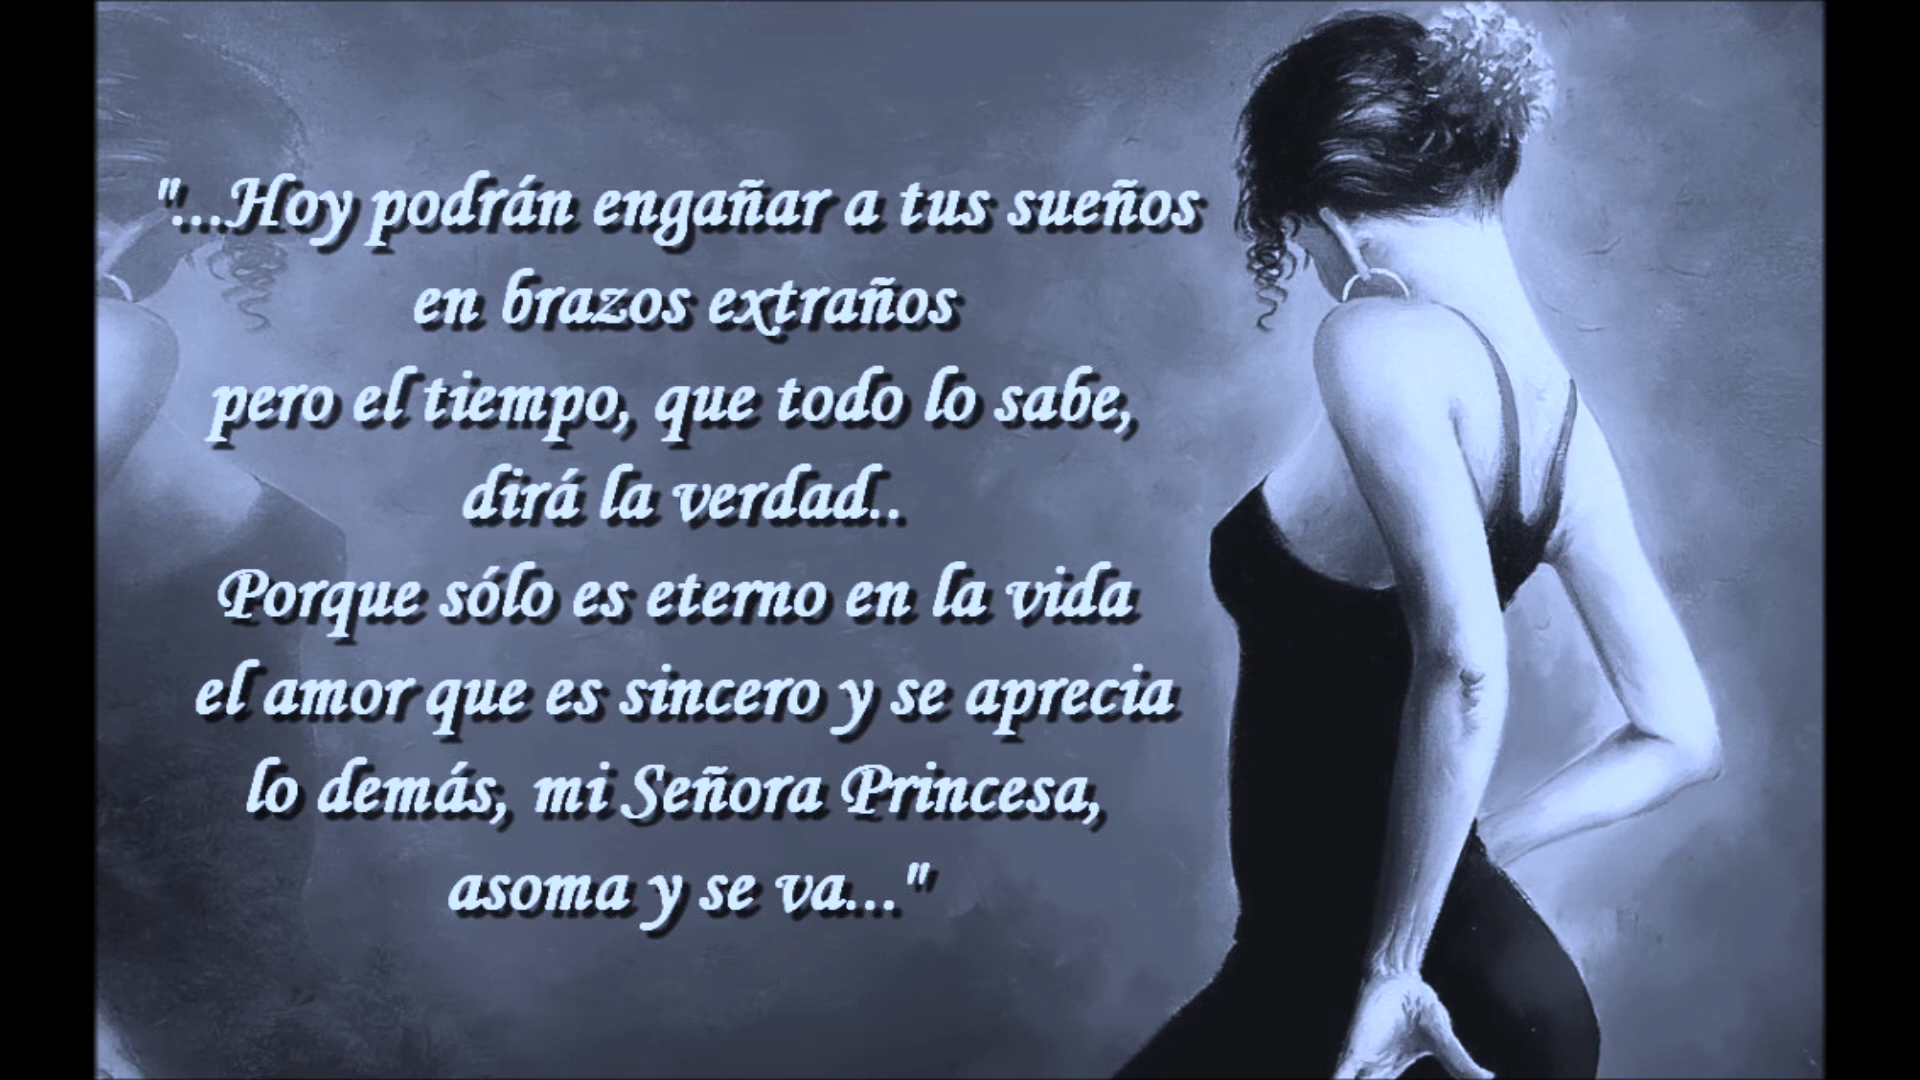 "...Hoy podrán engañar a tus sueños
en brazos extraños
pero el tiempo, que todo lo sabe,
dirá la verdad..
Porque sólo es eterno en la vida
el amor que es sincero y se aprecia
lo demás, mi Señora Princesa,
asoma y se va..."